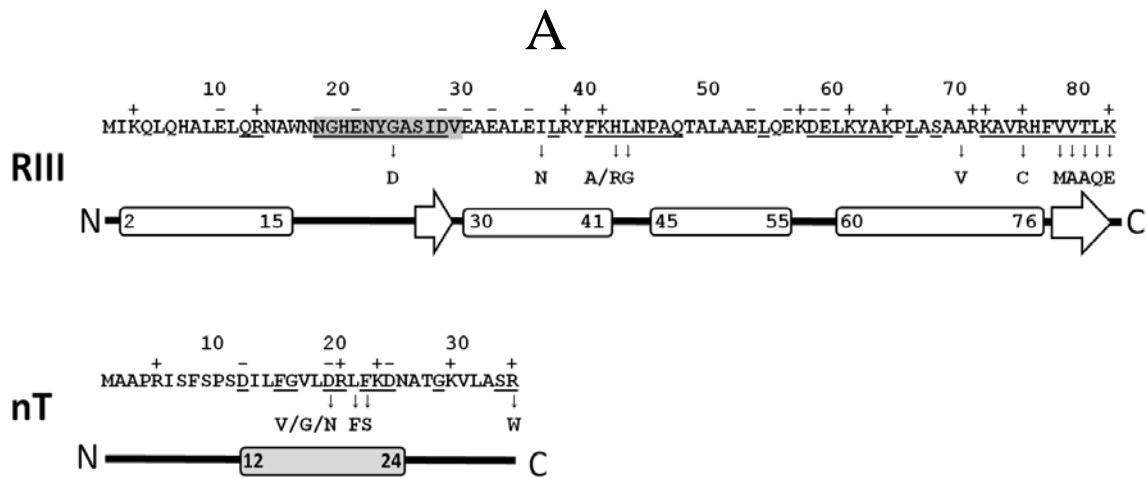 A
10 20 30 40 50 60 70 80
+ - + - - - - - + + - -+-- + + ++ + +
MIKQLQHALELQRNAWNNGHENYGASIDVEAEALEILRYFKHLNPAQTALAAELQEKDELKYAKPLASAARKAVRHFVVTLK
RIII
↓ ↓ ↓↓ ↓ ↓ ↓↓↓↓↓
D N A/RG V C MAAQE
N 2 15 30 41 45 55 60 76 C
10 20 30
+ - -+ +- + +
MAAPRISFSPSDILFGVLDRLFKDNATGKVLASR
nT
↓ ↓↓ ↓
V/G/N FS W
N 12 24 C